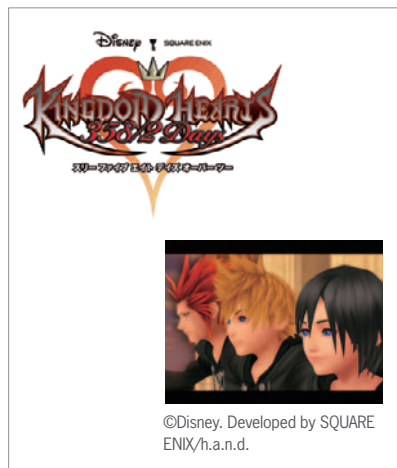 Disney SQUARE ENIX
KINGDOM HEARTS
358/2 Days
スリー ファイブ エイト デイズ オーバー ツー
©Disney. Developed by SQUARE
ENIX/h.a.n.d.